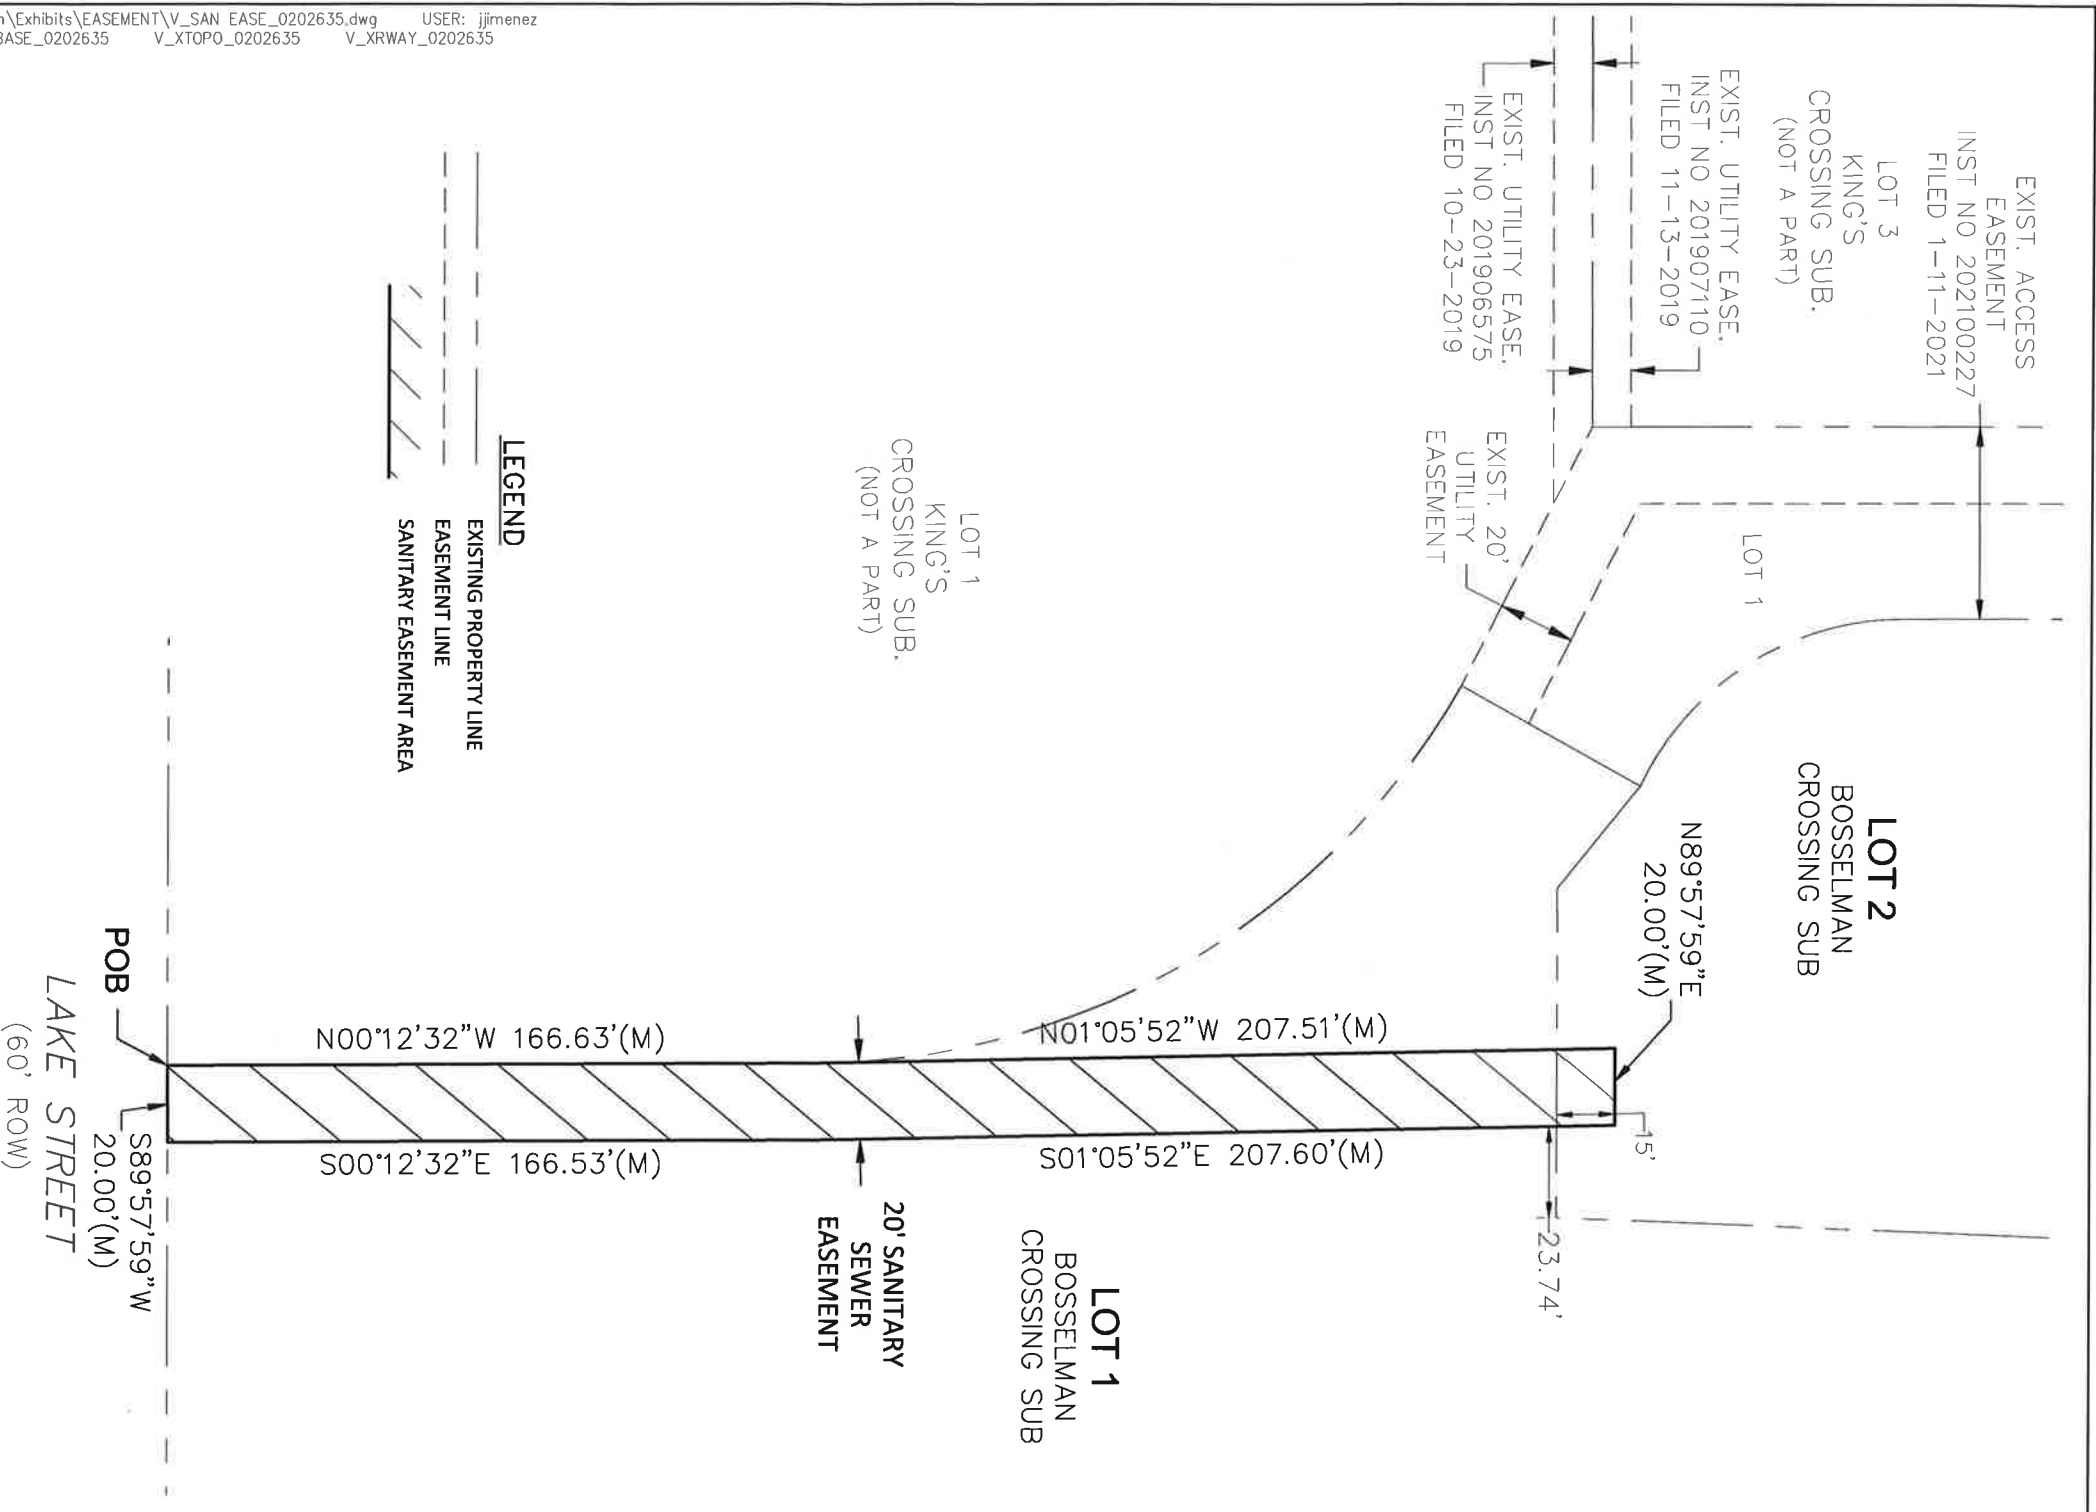 n\Exhibits\EASEMENT\V_SAN EASE_0202635.dwg USER: jjimenez
BASE_0202635 V_XTOPO_0202635 V_XRWAY_0202635
EXIST. ACCESS
EASEMENT
INST NO 202100227
FILED 1-11-2021
LOT 3
KING'S
CROSSING SUB.
(NOT A PART)
EXIST. UTILITY EASE.
INST NO 201907110
FILED 11-13-2019
EXIST. UTILITY EASE.
INST NO 201906575
FILED 10-23-2019
EXIST. 20'
UTILITY
EASEMENT
LOT 1
LOT 2
BOSSELMAN
CROSSING SUB
N89°57'59"E
20.00'(M)
LOT 1
KING'S
CROSSING SUB.
(NOT A PART)
N01°05'52"W 207.51'(M)
N00°12'32"W 166.63'(M)
S01°05'52"E 207.60'(M)
S00°12'32"E 166.53'(M)
15'
23.74'
LOT 1
BOSSELMAN
CROSSING SUB
20' SANITARY
SEWER
EASEMENT
LEGEND
EXISTING PROPERTY LINE
EASEMENT LINE
SANITARY EASEMENT AREA
POB
S89°57'59"W
20.00'(M)
LAKE STREET
(60' ROW)